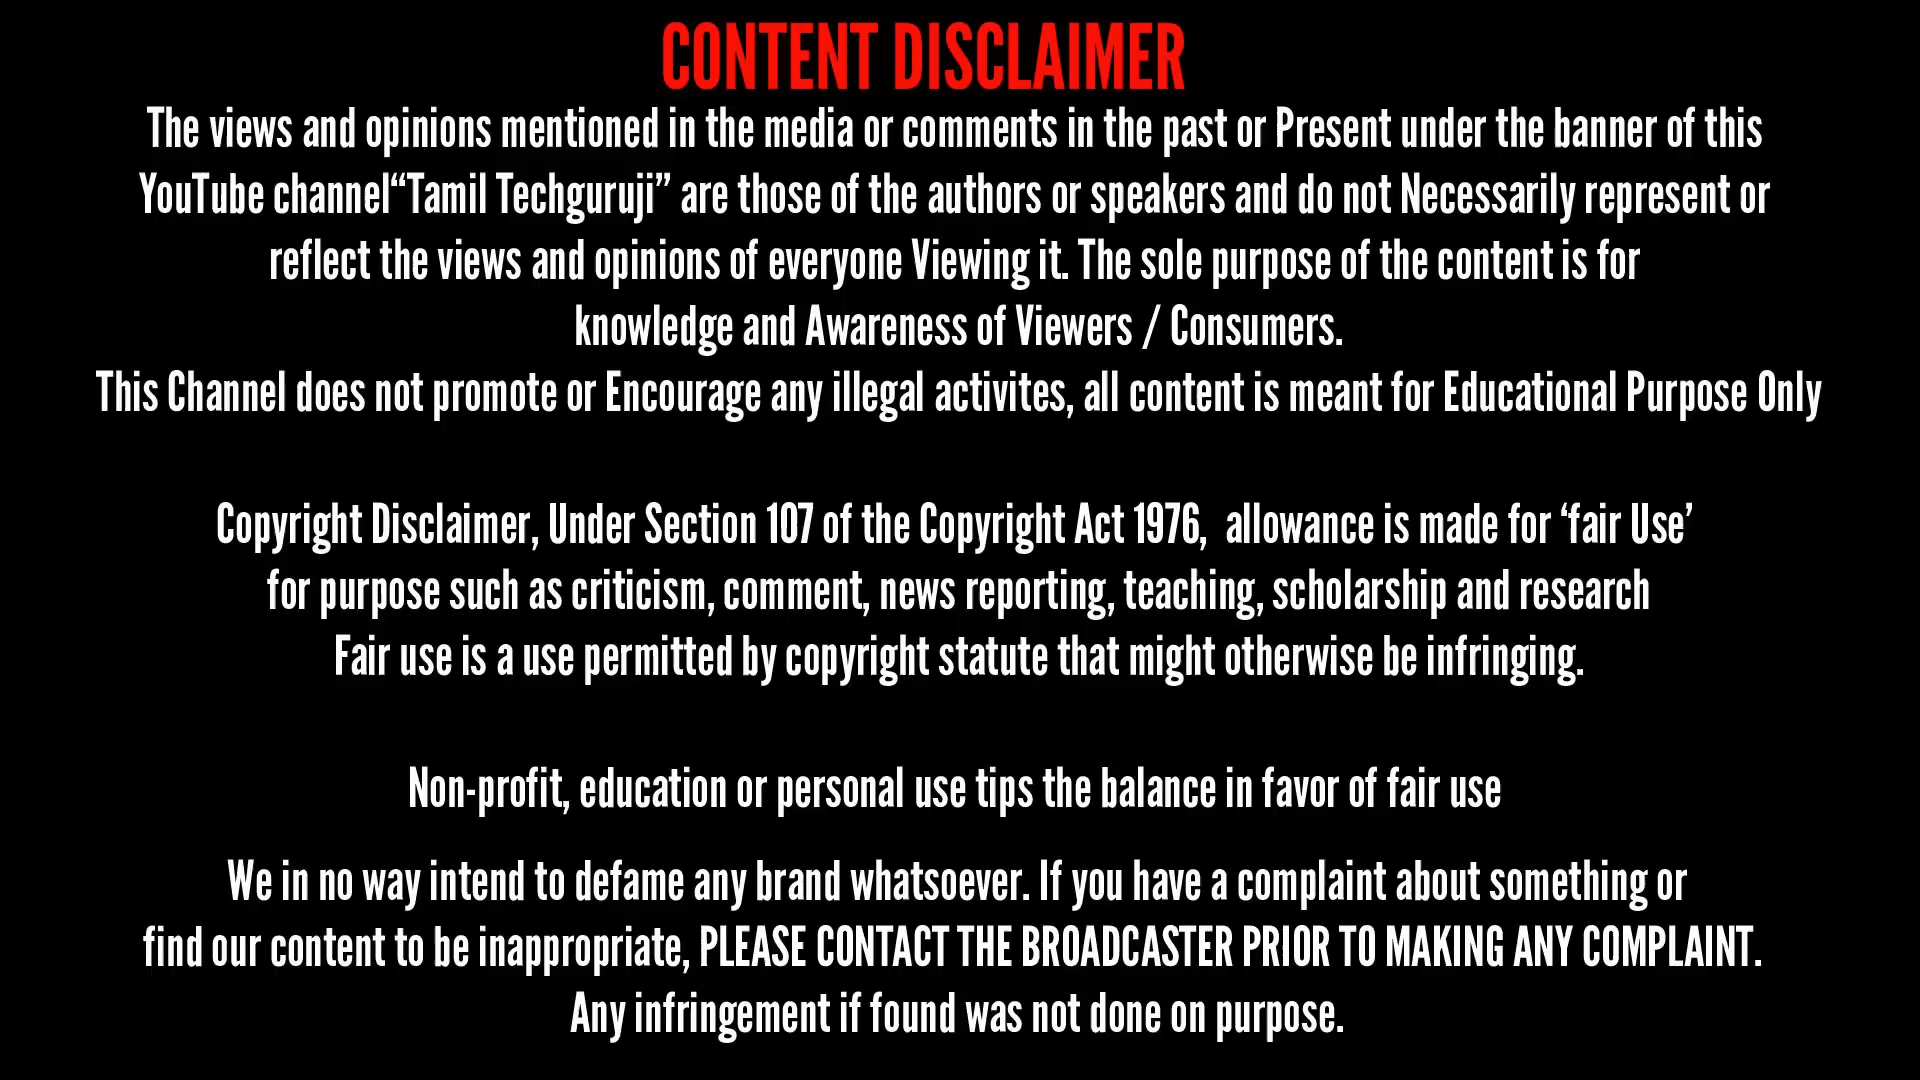 CONTENT DISCLAIMER
The views and opinions mentioned in the media or comments in the past or Present under the banner of this
YouTube channel“Tamil Techguruji” are those of the authors or speakers and do not Necessarily represent or
reflect the views and opinions of everyone Viewing it. The sole purpose of the content is for
knowledge and Awareness of Viewers / Consumers.
This Channel does not promote or Encourage any illegal activites, all content is meant for Educational Purpose Only
Copyright Disclaimer, Under Section 107 of the Copyright Act 1976, allowance is made for ‘fair Use’
for purpose such as criticism, comment, news reporting, teaching, scholarship and research
Fair use is a use permitted by copyright statute that might otherwise be infringing.
Non-profit, education or personal use tips the balance in favor of fair use
We in no way intend to defame any brand whatsoever. If you have a complaint about something or
find our content to be inappropriate, PLEASE CONTACT THE BROADCASTER PRIOR TO MAKING ANY COMPLAINT.
Any infringement if found was not done on purpose.